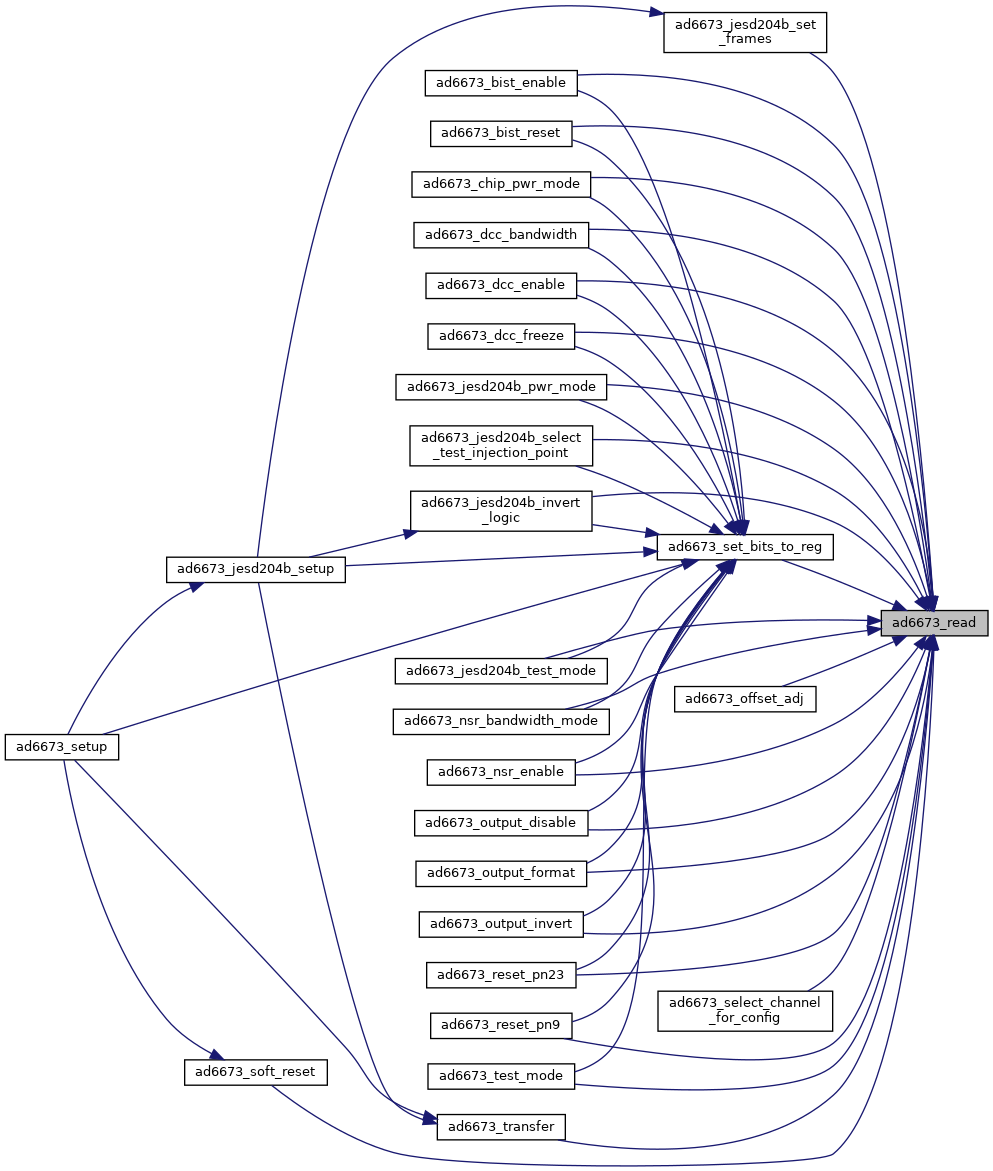 ad6673_jesd204b_set
_frames
ad6673_bist_enable
ad6673_bist_reset
ad6673_chip_pwr_mode
ad6673_dcc_bandwidth
ad6673_dcc_enable
ad6673_dcc_freeze
ad6673_jesd204b_pwr_mode
ad6673_jesd204b_select
_test_injection_point
ad6673_jesd204b_invert
_logic
ad6673_set_bits_to_reg
ad6673_jesd204b_setup
ad6673_read
ad6673_jesd204b_test_mode
ad6673_offset_adj
ad6673_nsr_bandwidth_mode
ad6673_setup
ad6673_nsr_enable
ad6673_output_disable
ad6673_output_format
ad6673_output_invert
ad6673_reset_pn23
ad6673_select_channel
_for_config
ad6673_reset_pn9
ad6673_soft_reset
ad6673_test_mode
ad6673_transfer